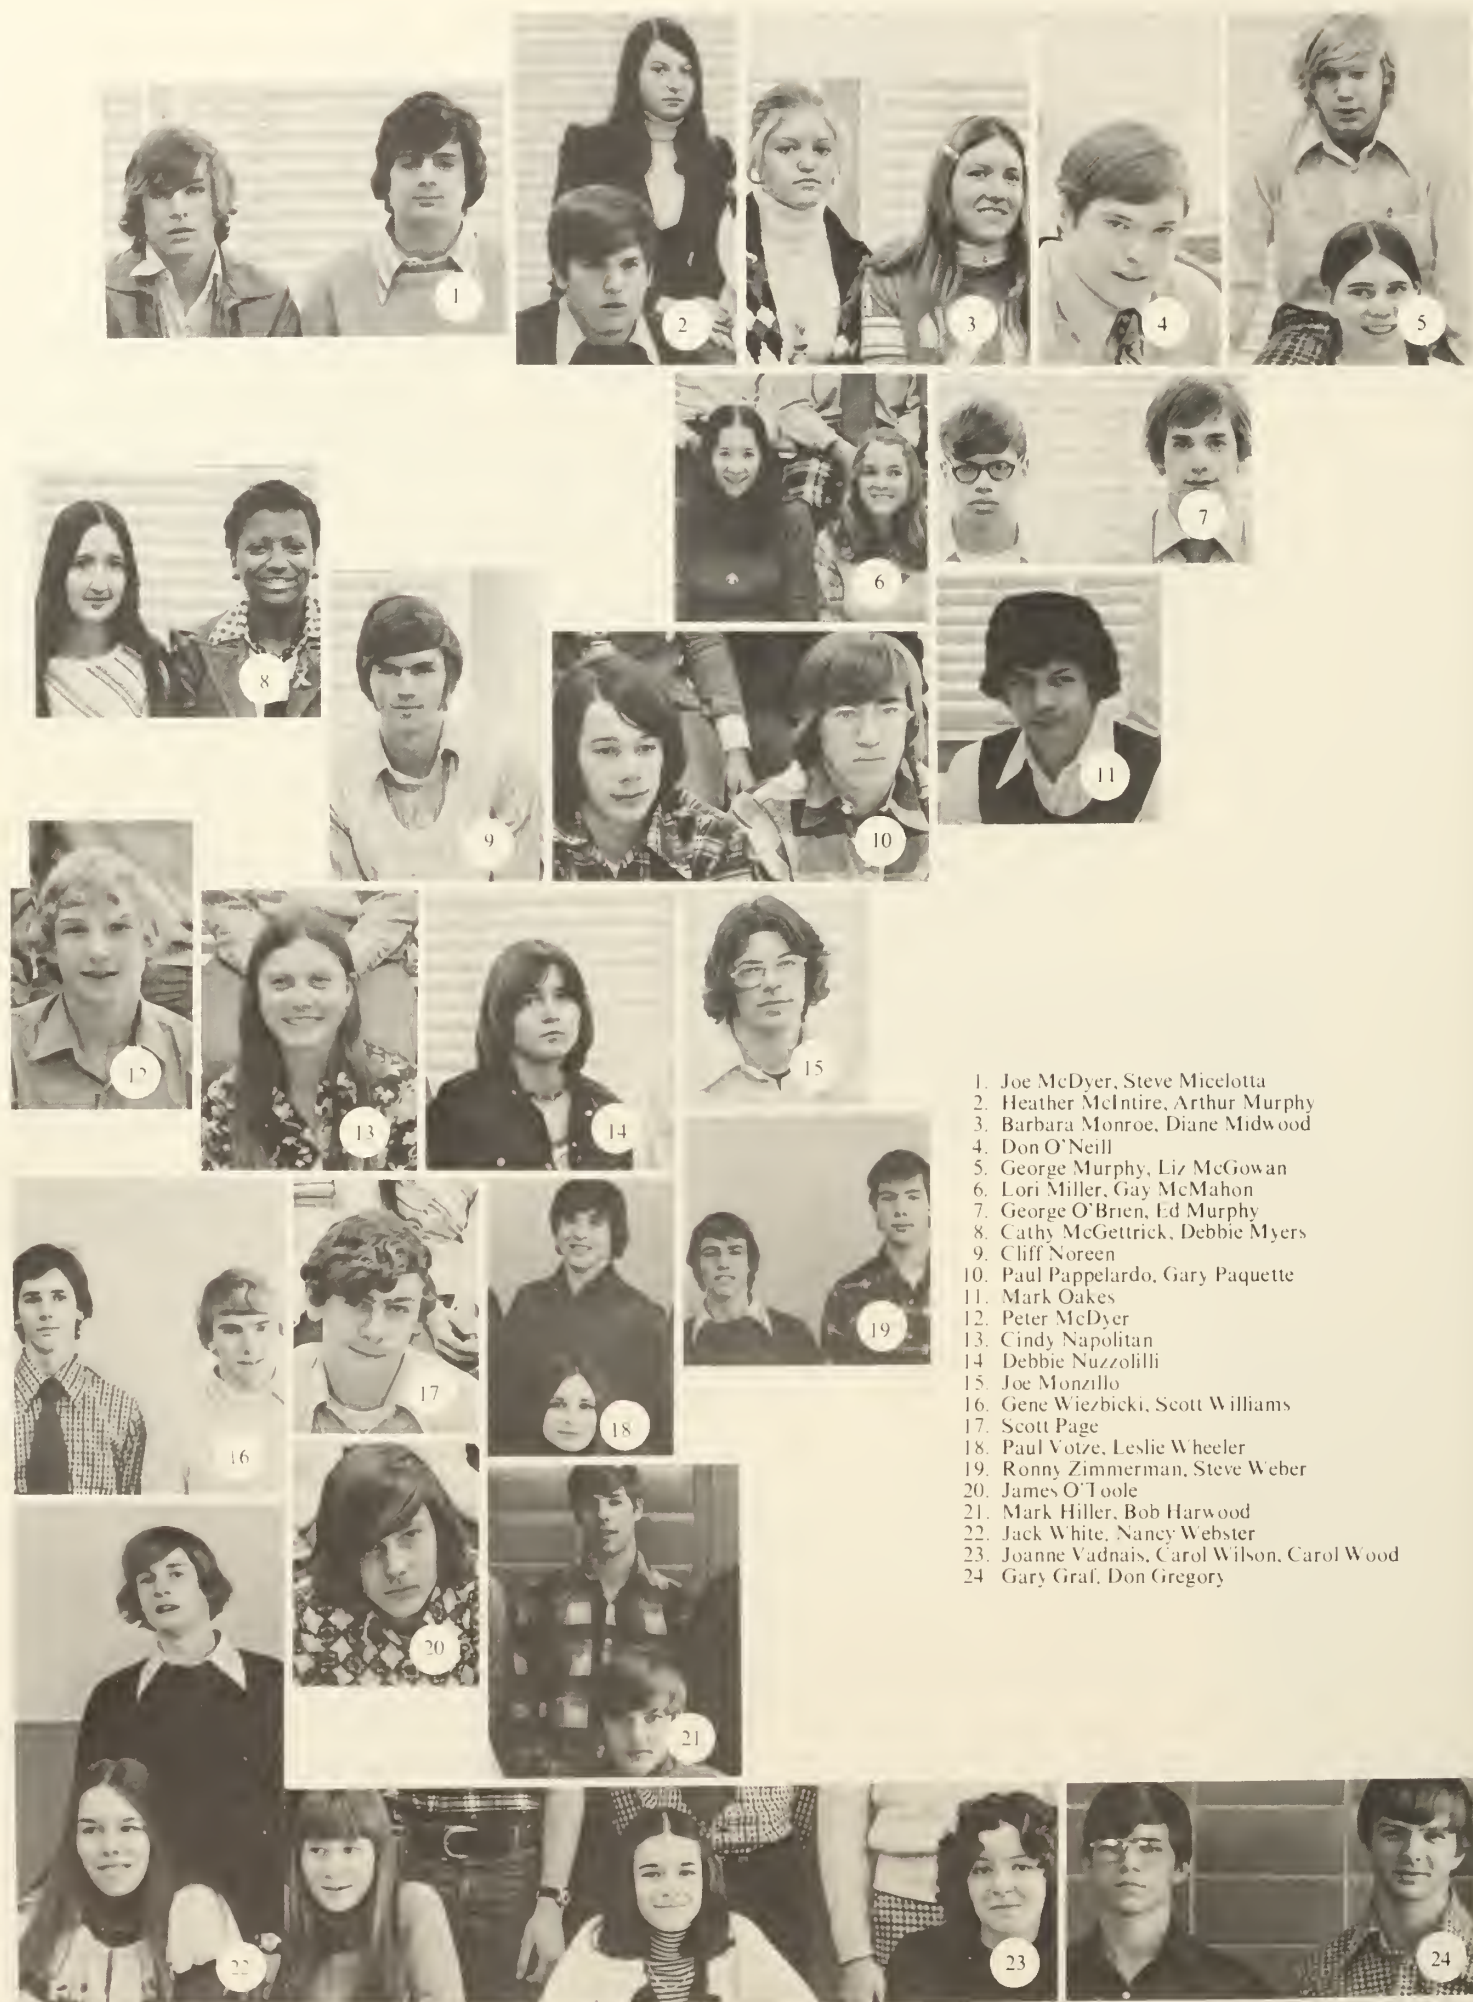 1
2
3
4
5
6
7
8
9
10
11
12
13
14
15
16
17
18
19
20
21
22
23
24
1. Joe McDyer, Steve Micelotta
2. Heather McIntire, Arthur Murphy
3. Barbara Monroe, Diane Midwood
4. Don O'Neill
5. George Murphy, Liz McGowan
6. Lori Miller, Gay McMahon
7. George O'Brien, Ed Murphy
8. Cathy McGettrick, Debbie Myers
9. Cliff Noreen
10. Paul Pappelardo, Gary Paquette
11. Mark Oakes
12. Peter McDyer
13. Cindy Napolitan
14 Debbie Nuzzolilli
15. Joe Monzillo
16. Gene Wiezbicki, Scott Williams
17. Scott Page
18. Paul Votze, Leslie Wheeler
19. Ronny Zimmerman, Steve Weber
20. James O'Toole
21. Mark Hiller, Bob Harwood
22. Jack White, Nancy Webster
23. Joanne Vadnais, Carol Wilson, Carol Wood
24 Gary Graf, Don Gregory